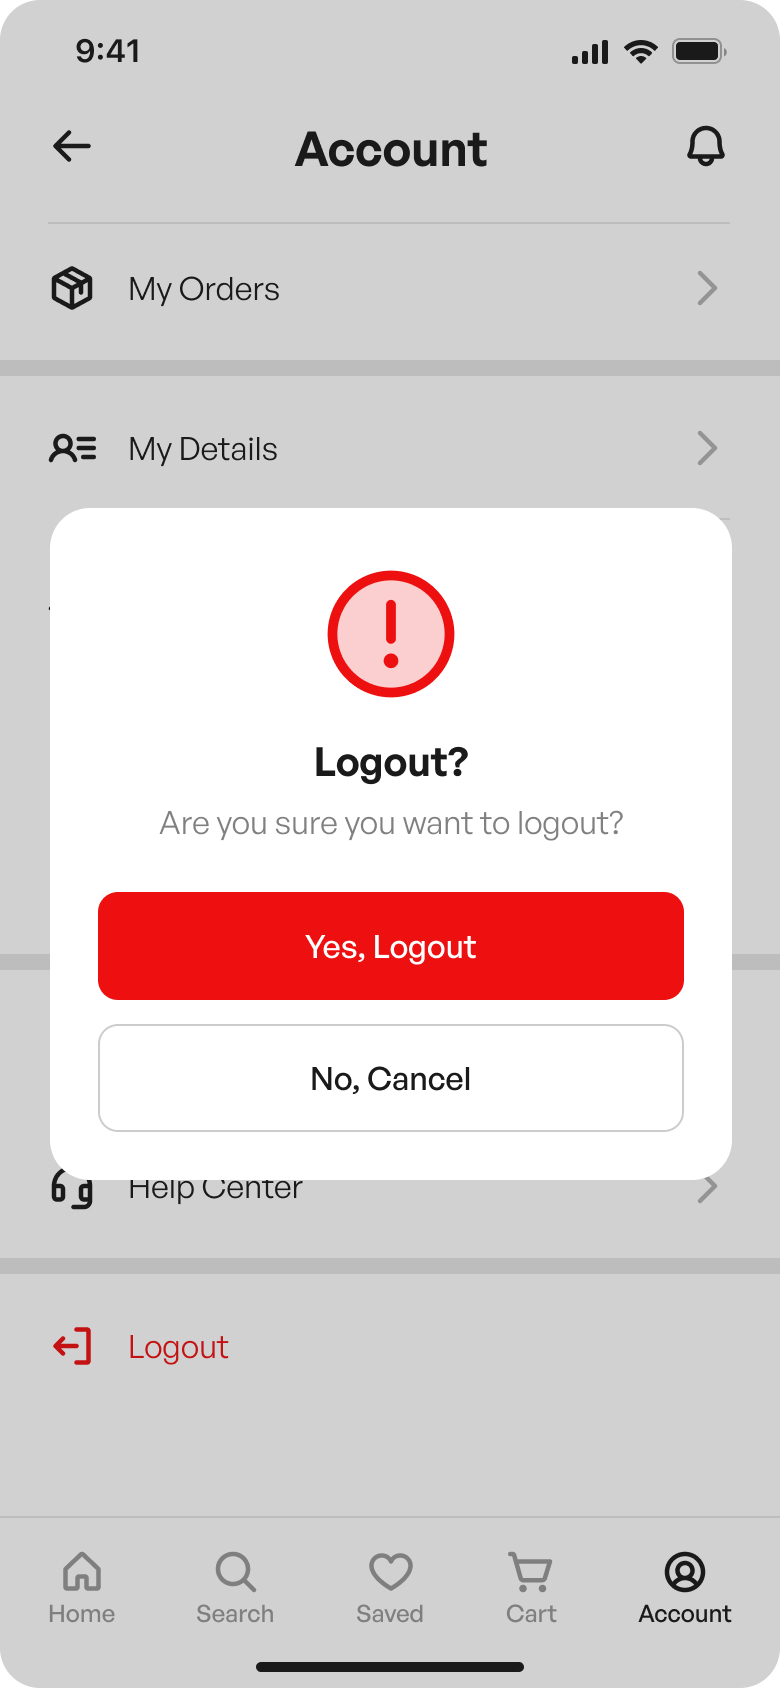 9:41
Account
My Orders
My Details
Logout?
Are you sure you want to logout?
Yes, Logout
No, Cancel
Help Center
Logout
Home
Search
Saved
Cart
Account